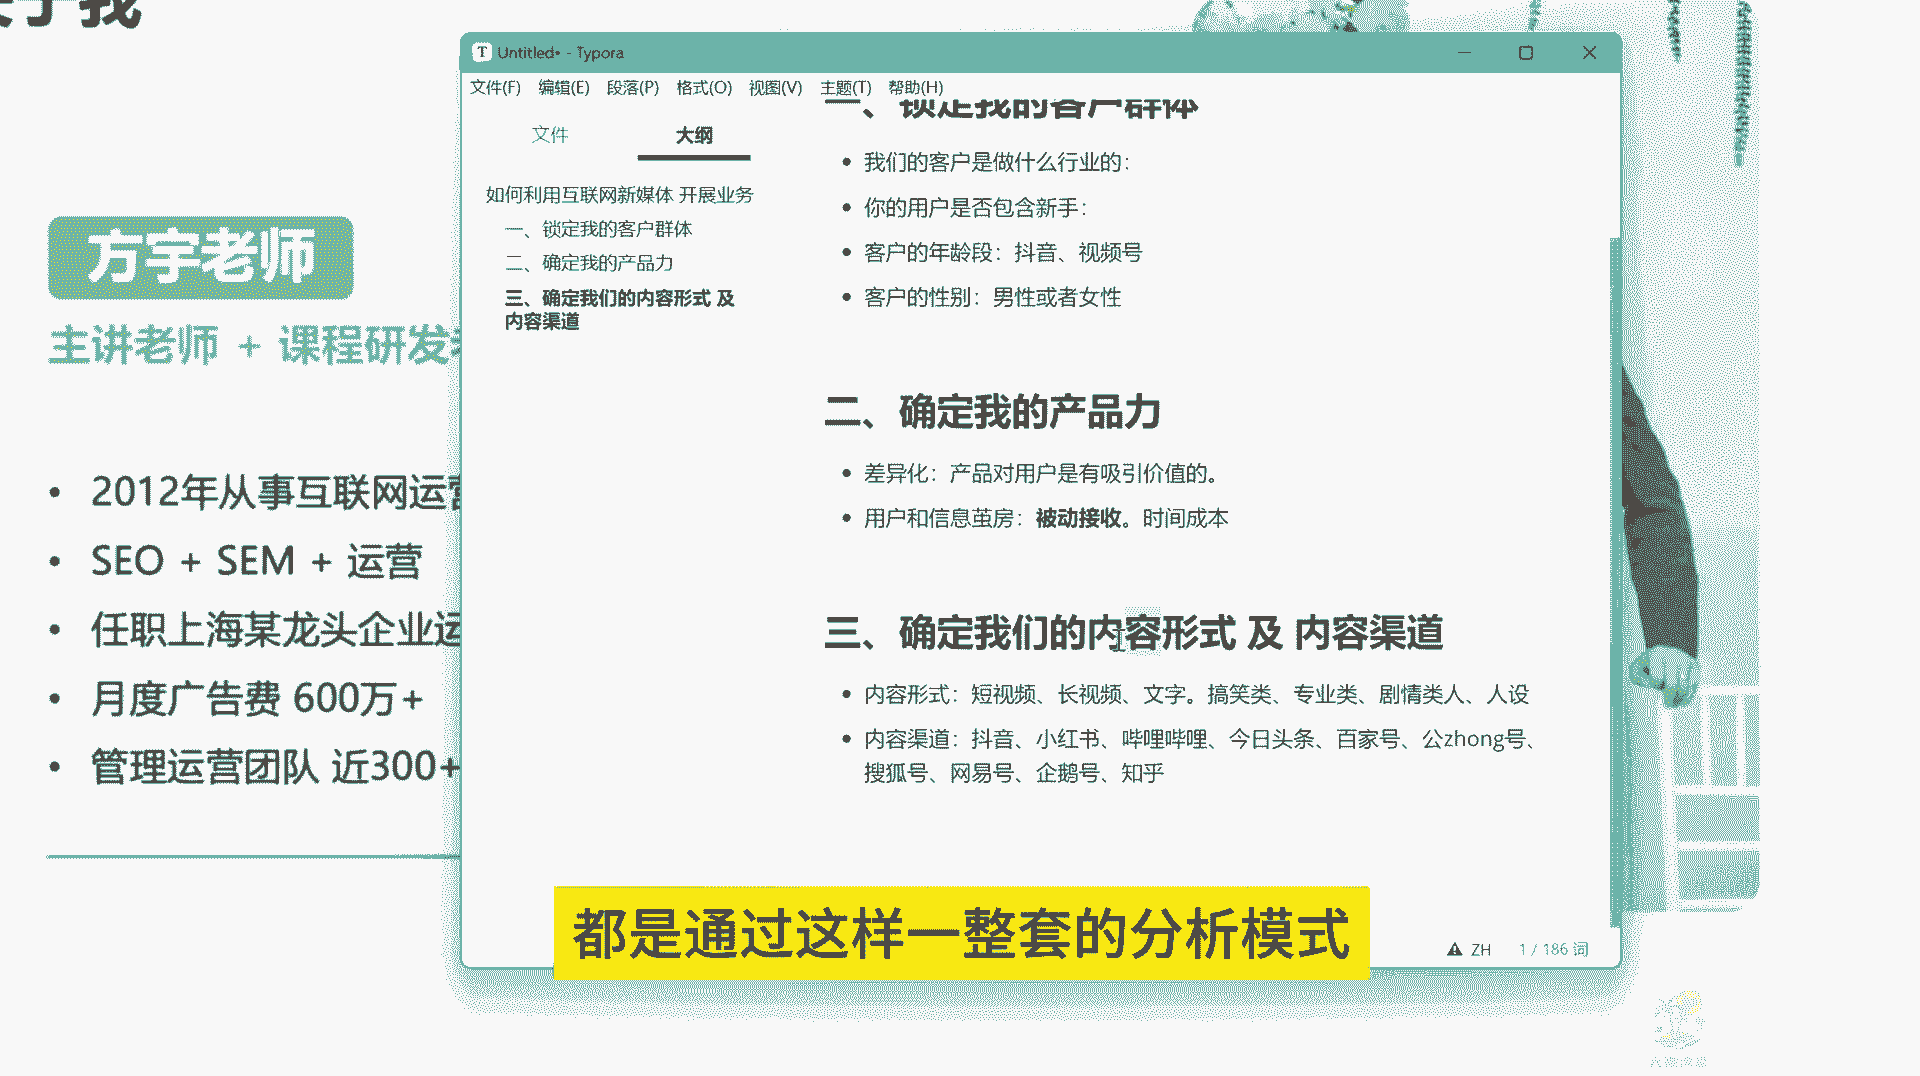 于我
Untitled• - Typora
文件(F) 编辑(E) 段落(P) 格式(O) 视图(V) 主题(T) 帮助(H)
文件 大纲
如何利用互联网新媒体 开展业务
一、锁定我的客户群体
二、确定我的产品力
三、确定我们的内容形式 及
内容渠道
一、锁定我的客户群体
• 我们的客户是做什么行业的：
• 你的用户是否包含新手：
• 客户的年龄段：抖音、视频号
• 客户的性别：男性或者女性
二、确定我的产品力
• 差异化：产品对用户是有吸引价值的。
• 用户和信息茧房：被动接收。时间成本
三、确定我们的内容形式 及 内容渠道
• 内容形式：短视频、长视频、文字。搞笑类、专业类、剧情类人、人设
• 内容渠道：抖音、小红书、哔哩哔哩、今日头条、百家号、公zhong号、
搜狐号、网易号、企鹅号、知乎
ZH 1 / 186 词
方宇老师
主讲老师 + 课程研发
• 2012年从事互联网运营
• SEO + SEM + 运营
• 任职上海某龙头企业运
• 月度广告费 600万+
• 管理运营团队 近300+
都是通过这样一整套的分析模式